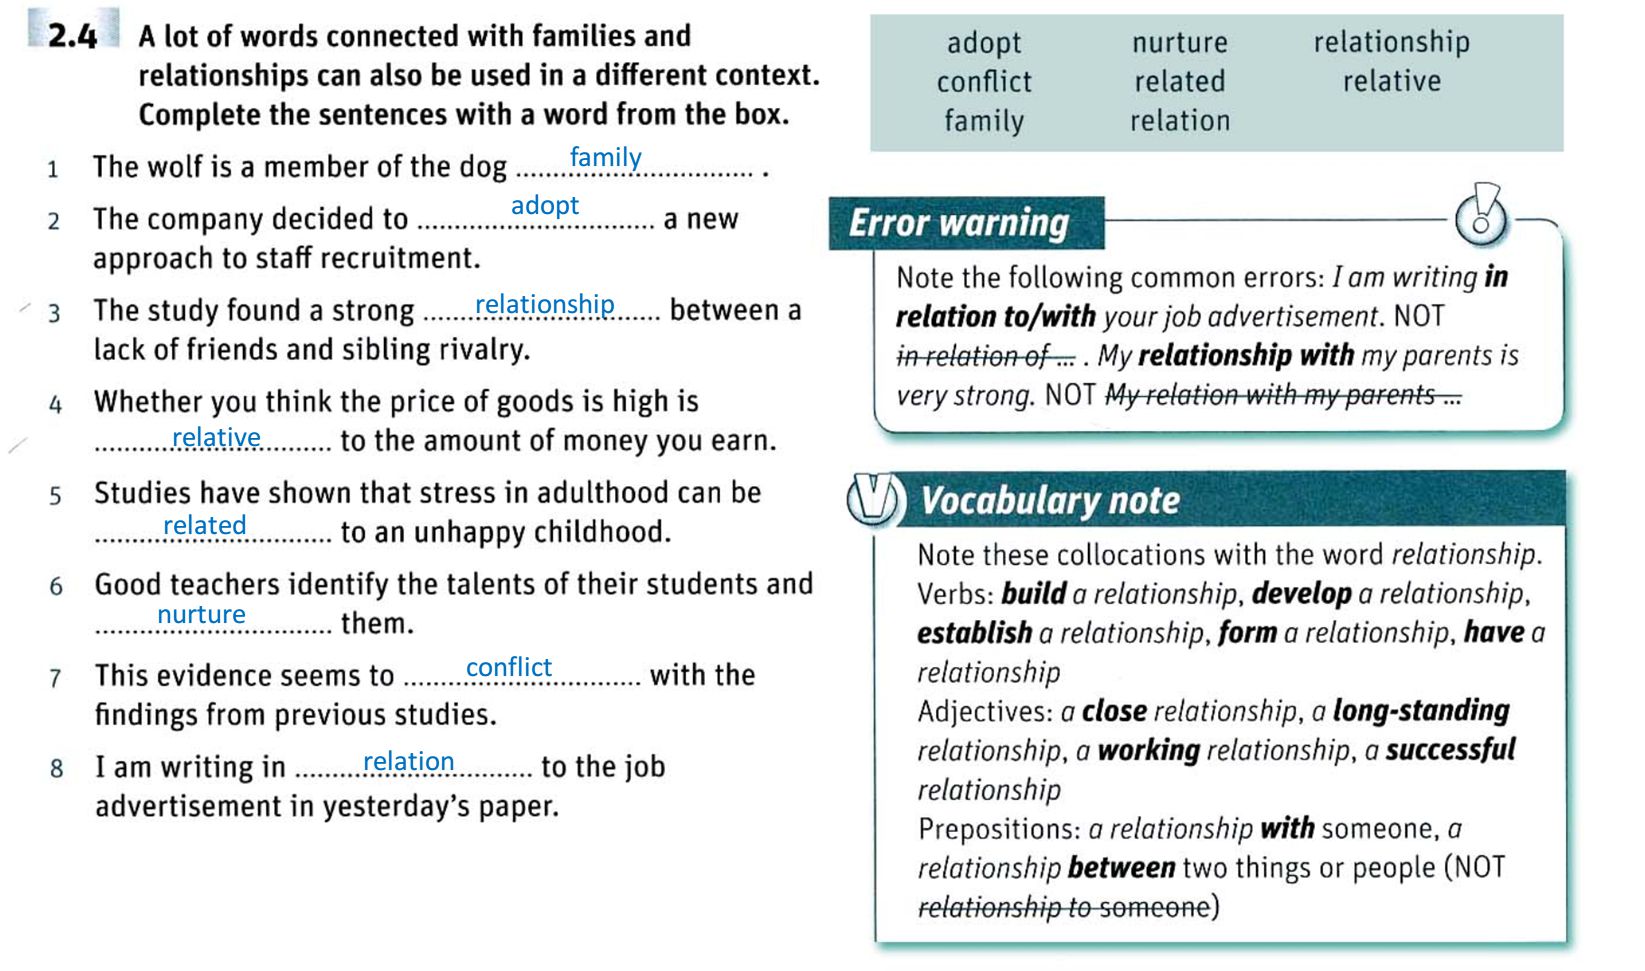 2.4 A lot of words connected with families and
relationships can also be used in a different context.
Complete the sentences with a word from the box.
1 The wolf is a member of the dog ........family........ .
2 The company decided to ........adopt........ a new
approach to staff recruitment.
3 The study found a strong ........relationship........ between a
lack of friends and sibling rivalry.
4 Whether you think the price of goods is high is
........relative........ to the amount of money you earn.
5 Studies have shown that stress in adulthood can be
........related........ to an unhappy childhood.
6 Good teachers identify the talents of their students and
........nurture........ them.
7 This evidence seems to ........conflict........ with the
findings from previous studies.
8 I am writing in ........relation........ to the job
advertisement in yesterday's paper.
adopt nurture relationship
conflict related relative
family relation
Error warning
Note the following common errors: I am writing in
relation to/with your job advertisement. NOT
in relation of ... . My relationship with my parents is
very strong. NOT My relation with my parents ...
V Vocabulary note
Note these collocations with the word relationship.
Verbs: build a relationship, develop a relationship,
establish a relationship, form a relationship, have a
relationship
Adjectives: a close relationship, a long-standing
relationship, a working relationship, a successful
relationship
Prepositions: a relationship with someone, a
relationship between two things or people (NOT
relationship to someone)